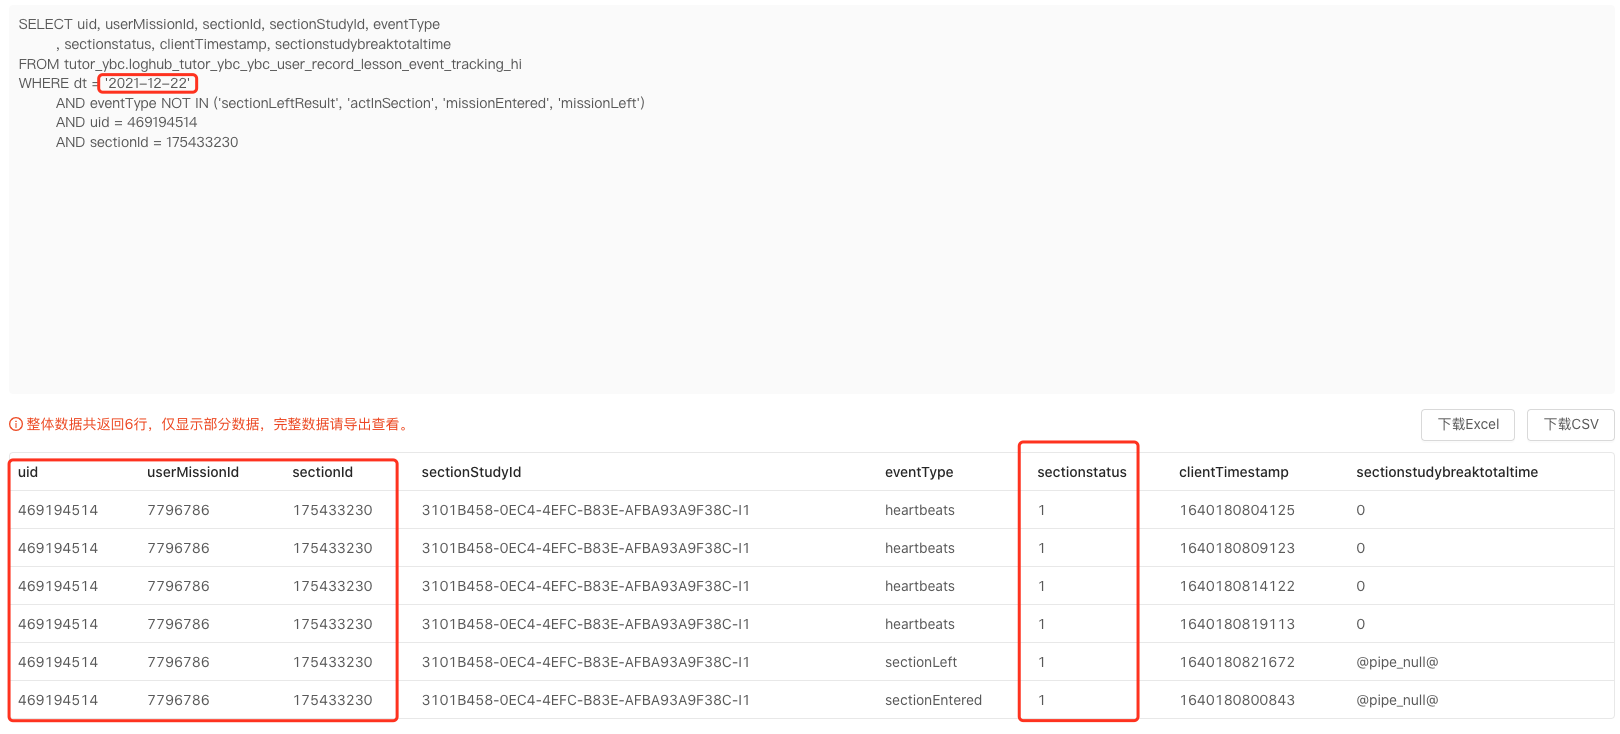 SELECT uid, userMissionId, sectionId, sectionStudyId, eventType
, sectionstatus, clientTimestamp, sectionstudybreaktotaltime
FROM tutor_ybc.loghub_tutor_ybc_ybc_user_record_lesson_event_tracking_hi
WHERE dt = '2021-12-22'
AND eventType NOT IN ('sectionLeftResult', 'actInSection', 'missionEntered', 'missionLeft')
AND uid = 469194514
AND sectionId = 175433230
整体数据共返回6行，仅显示部分数据，完整数据请导出查看。 下载Excel 下载CSV
uid userMissionId sectionId sectionStudyId eventType sectionstatus clientTimestamp sectionstudybreaktotaltime
469194514 7796786 175433230 3101B458-0EC4-4EFC-B83E-AFBA93A9F38C-I1 heartbeats 1 1640180804125 0
469194514 7796786 175433230 3101B458-0EC4-4EFC-B83E-AFBA93A9F38C-I1 heartbeats 1 1640180809123 0
469194514 7796786 175433230 3101B458-0EC4-4EFC-B83E-AFBA93A9F38C-I1 heartbeats 1 1640180814122 0
469194514 7796786 175433230 3101B458-0EC4-4EFC-B83E-AFBA93A9F38C-I1 heartbeats 1 1640180819113 0
469194514 7796786 175433230 3101B458-0EC4-4EFC-B83E-AFBA93A9F38C-I1 sectionLeft 1 1640180821672 @pipe_null@
469194514 7796786 175433230 3101B458-0EC4-4EFC-B83E-AFBA93A9F38C-I1 sectionEntered 1 1640180800843 @pipe_null@